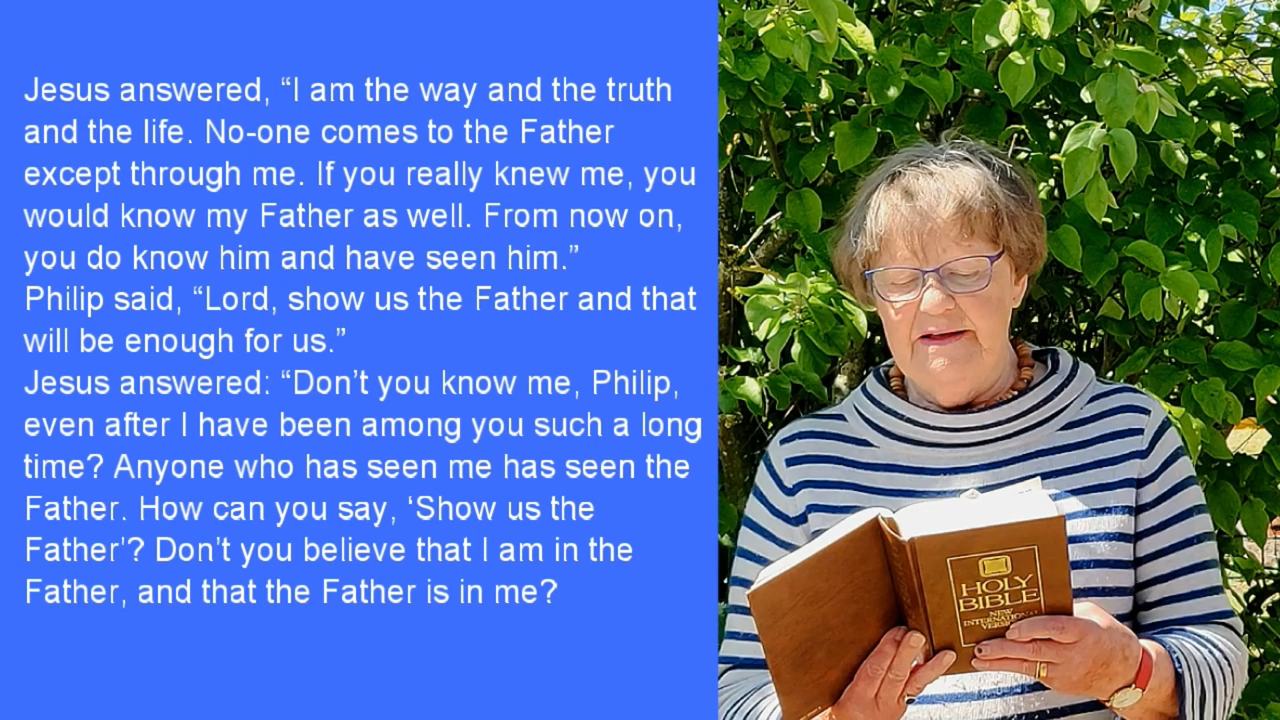 Jesus answered, “I am the way and the truth
and the life. No-one comes to the Father
except through me. If you really knew me, you
would know my Father as well. From now on,
you do know him and have seen him.”
Philip said, “Lord, show us the Father and that
will be enough for us.”
Jesus answered: “Don’t you know me, Philip,
even after I have been among you such a long
time? Anyone who has seen me has seen the
Father. How can you say, ‘Show us the
Father’? Don’t you believe that I am in the
Father, and that the Father is in me?
HOLY
BIBLE
NEW
INTERNATIONAL
VERSION